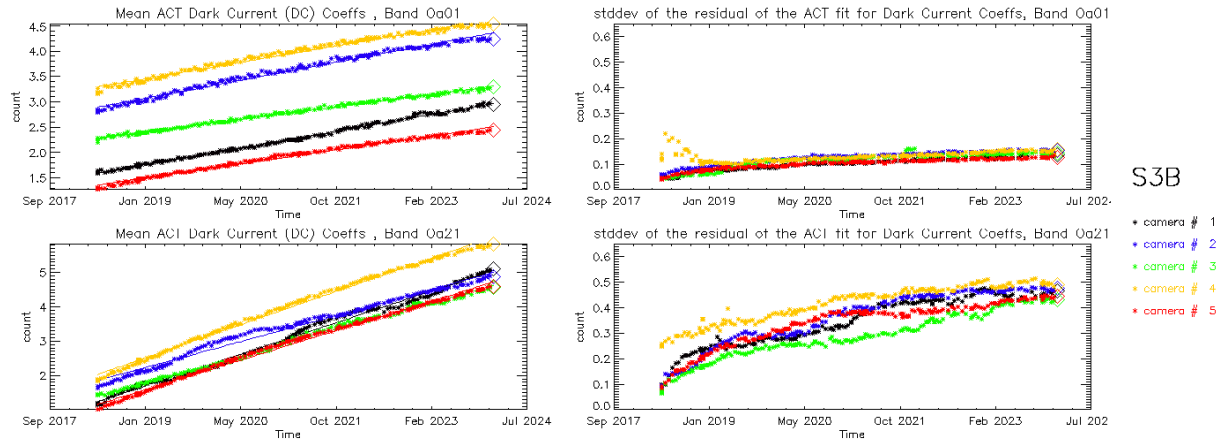 Mean ACT Dark Current (DC) Coeffs , Band Oa01
4.5
4.0
3.5
3.0
2.5
2.0
1.5
count
Sep 2017 Jan 2019 May 2020 Oct 2021 Feb 2023 Jul 2024
Time
stddev of the residual of the ACT fit for Dark Current Coeffs, Band Oa01
0.6
0.5
0.4
0.3
0.2
0.1
0.0
count
Sep 2017 Jan 2019 May 2020 Oct 2021 Feb 2023 Jul 202
Time
Mean ACT Dark Current (DC) Coeffs , Band Oa21
5
4
3
2
count
Sep 2017 Jan 2019 May 2020 Oct 2021 Feb 2023 Jul 2024
Time
stddev of the residual of the ACT fit for Dark Current Coeffs, Band Oa21
0.6
0.5
0.4
0.3
0.2
0.1
0.0
count
Sep 2017 Jan 2019 May 2020 Oct 2021 Feb 2023 Jul 202
Time
S3B
* camera # 1
* camera # 2
* camera # 3
* camera # 4
* camera # 5